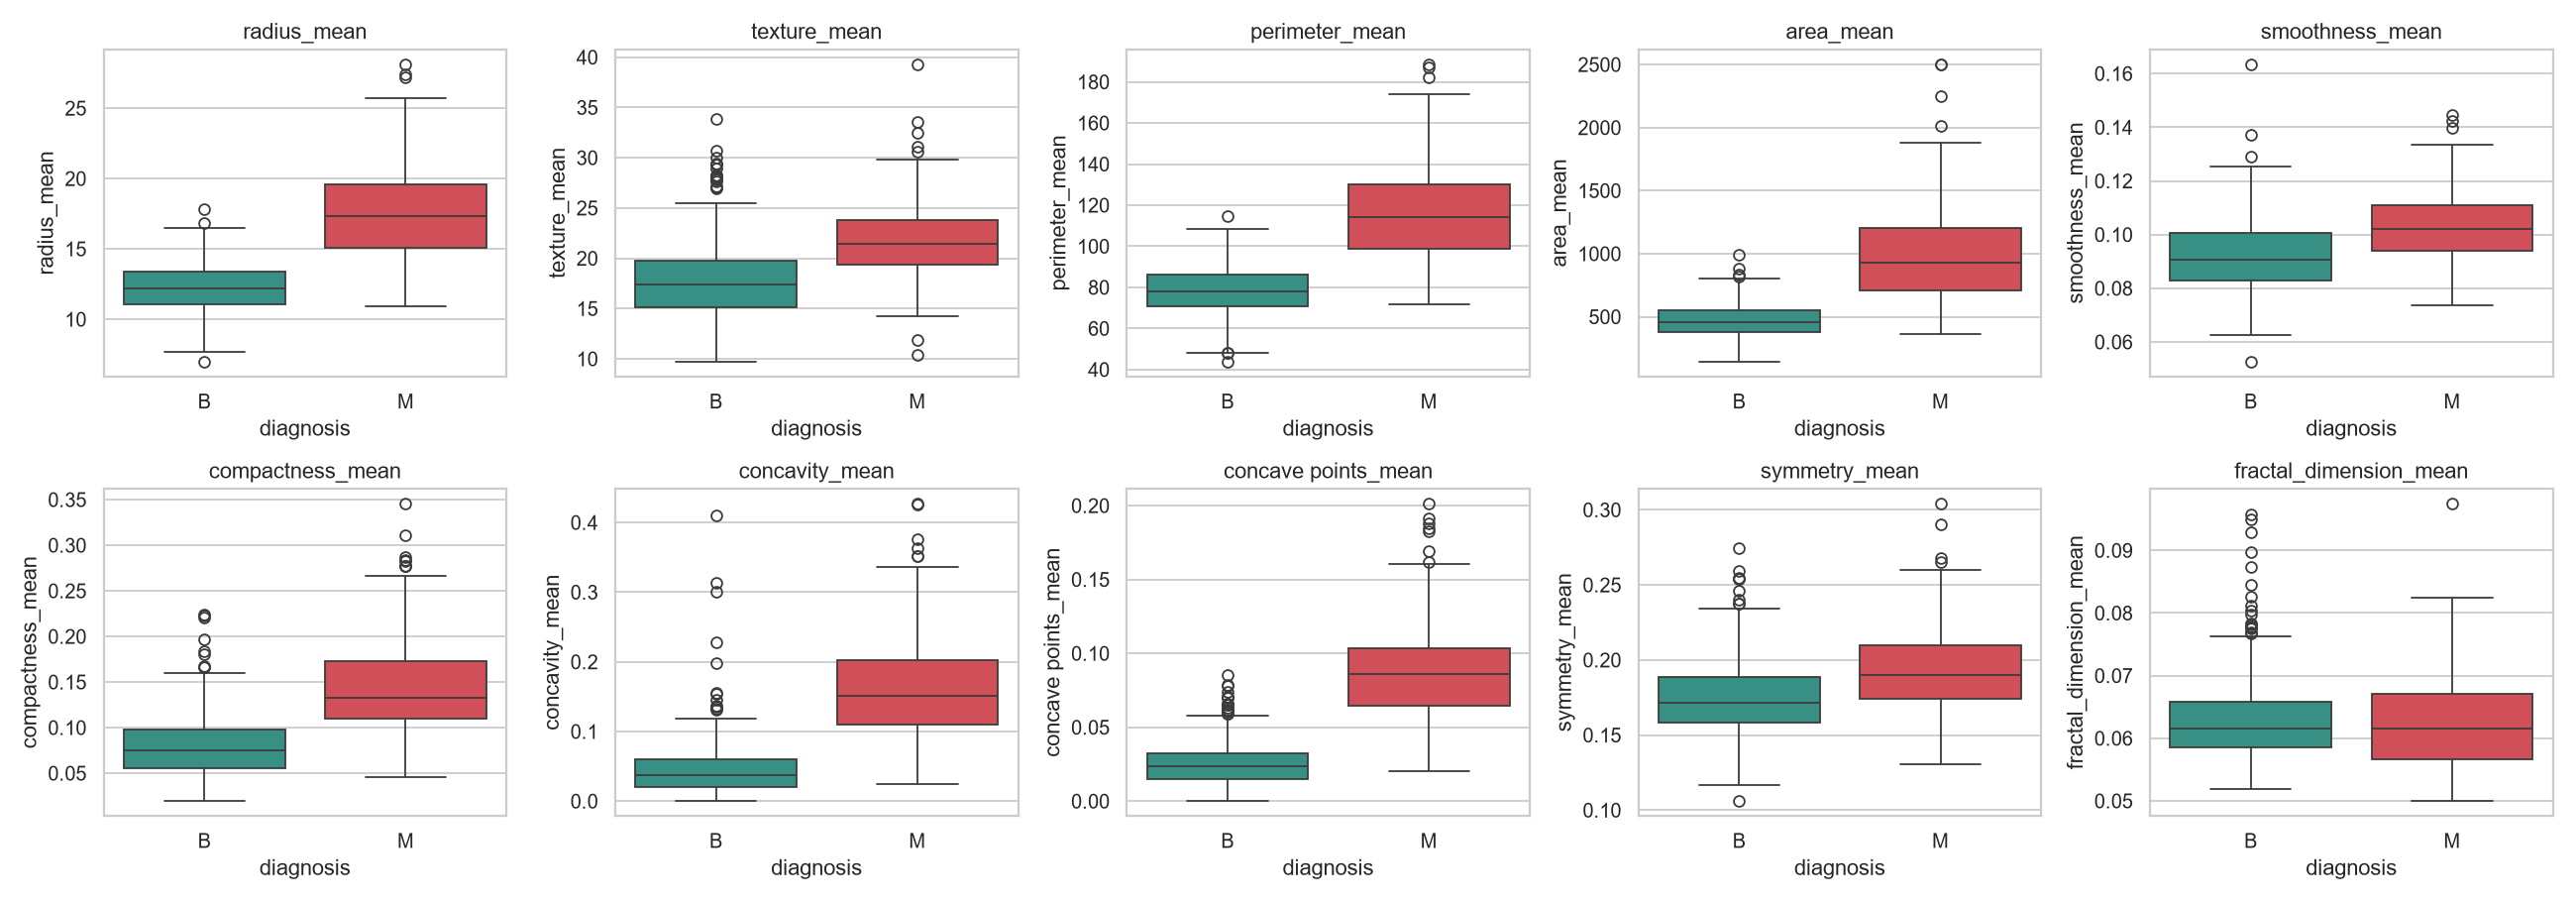 radius_mean
texture_mean
perimeter_mean
area_mean
smoothness_mean
radius_mean
25
20
15
10
B
M
diagnosis
texture_mean
40
35
30
25
20
15
10
B
M
diagnosis
perimeter_mean
180
160
140
120
100
80
60
40
B
M
diagnosis
area_mean
2500
2000
1500
1000
500
B
M
diagnosis
smoothness_mean
0.16
0.14
0.12
0.10
0.08
0.06
B
M
diagnosis
compactness_mean
concavity_mean
concave points_mean
symmetry_mean
fractal_dimension_mean
compactness_mean
0.35
0.30
0.25
0.20
0.15
0.10
0.05
B
M
diagnosis
concavity_mean
0.4
0.3
0.2
0.1
0.0
B
M
diagnosis
concave points_mean
0.20
0.15
0.10
0.05
0.00
B
M
diagnosis
symmetry_mean
0.30
0.25
0.20
0.15
0.10
B
M
diagnosis
fractal_dimension_mean
0.09
0.08
0.07
0.06
0.05
B
M
diagnosis